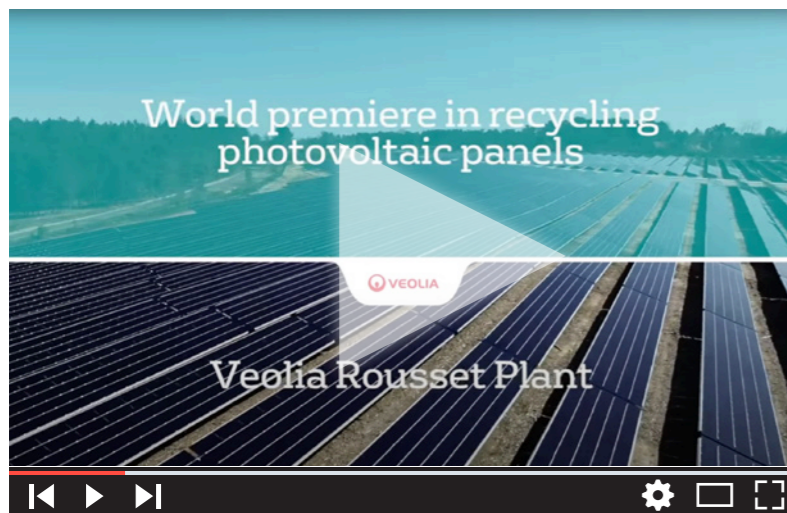 World premiere in recycling
photovoltaic panels
VEOLIA
Veolia Rousset Plant